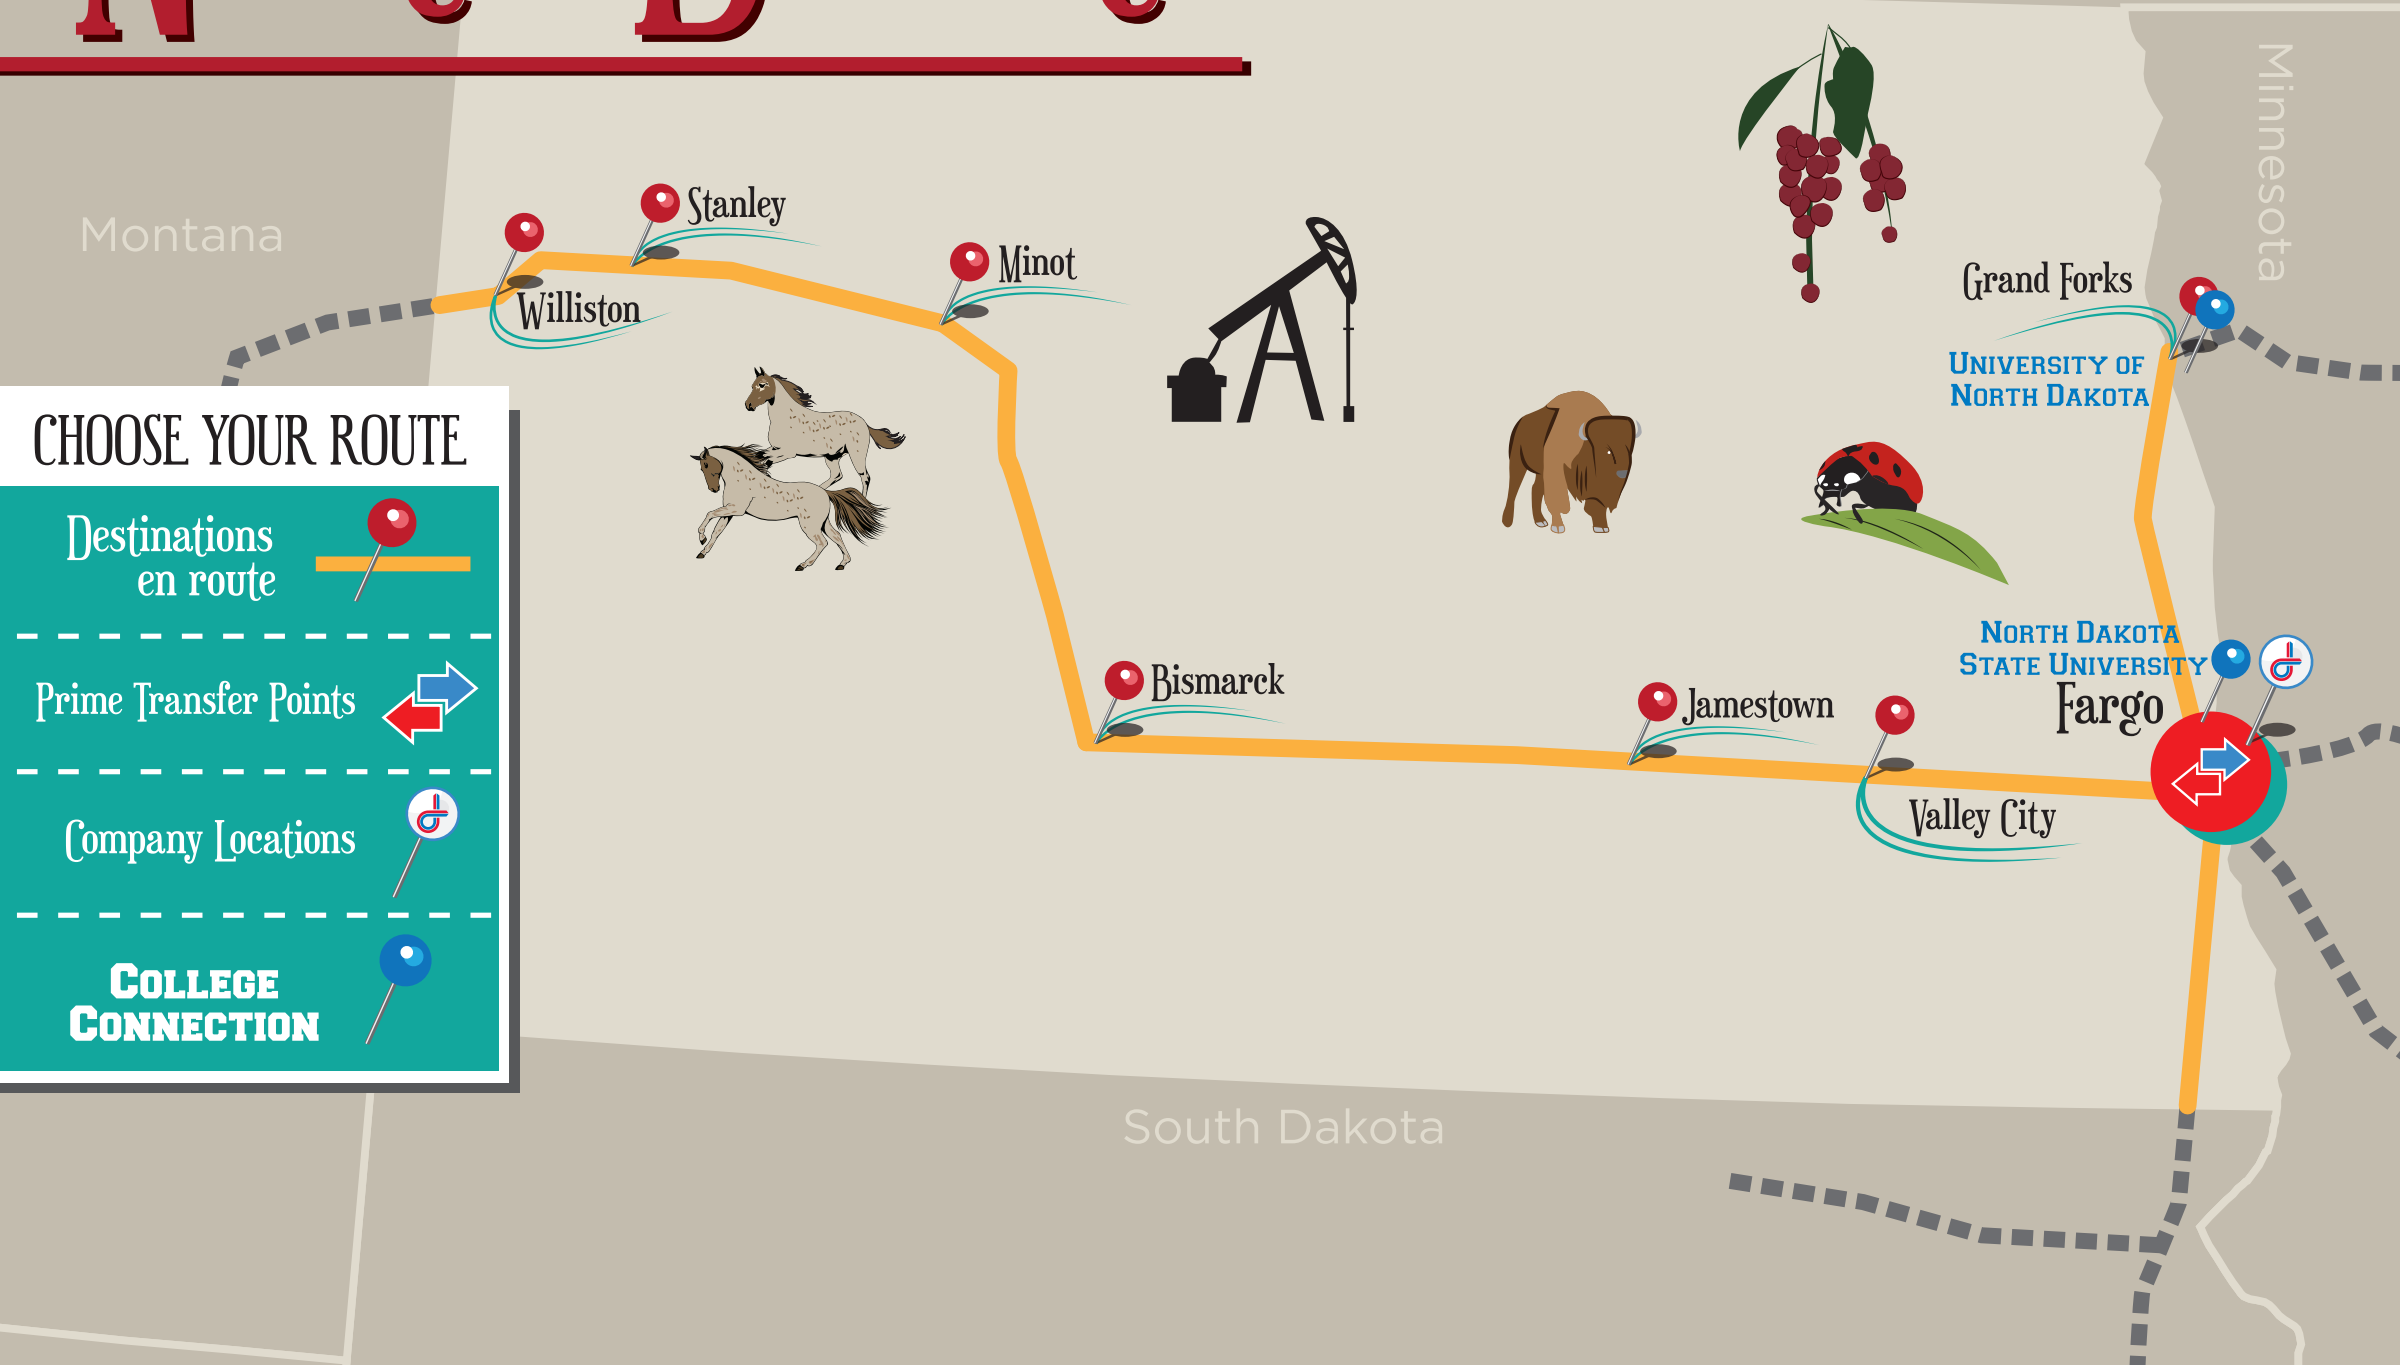 Montana
Minnesota
Stanley
Williston
Minot
Grand Forks
UNIVERSITY OF
NORTH DAKOTA
CHOOSE YOUR ROUTE
Destinations
en route
Prime Transfer Points
Company Locations
COLLEGE
CONNECTION
NORTH DAKOTA
STATE UNIVERSITY
Fargo
Bismarck
Jamestown
Valley City
South Dakota